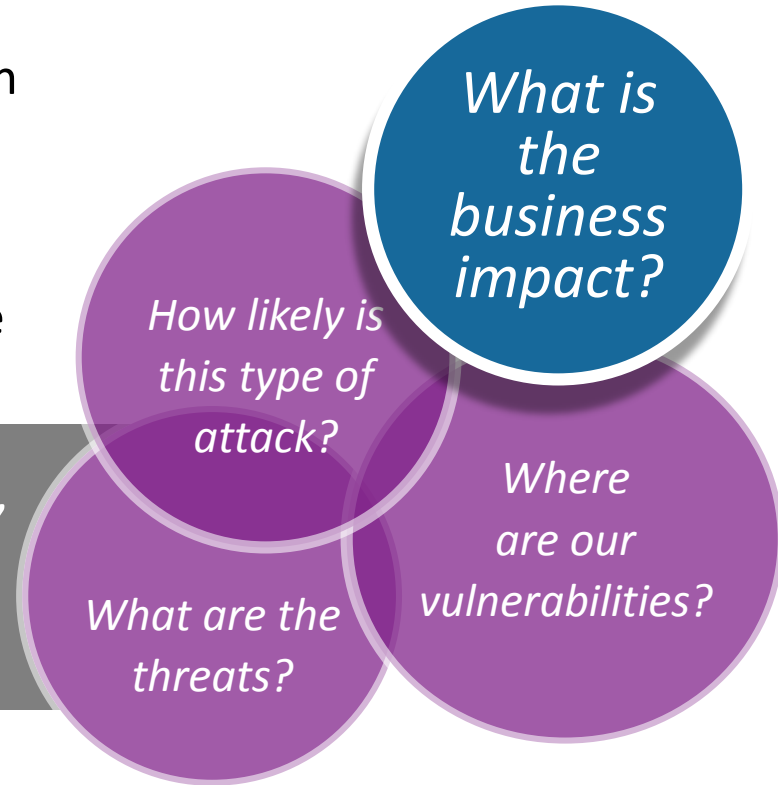 What is
the
business
impact?
How likely is
this type of
attack?
Where
are our
vulnerabilities?
What are the
threats?